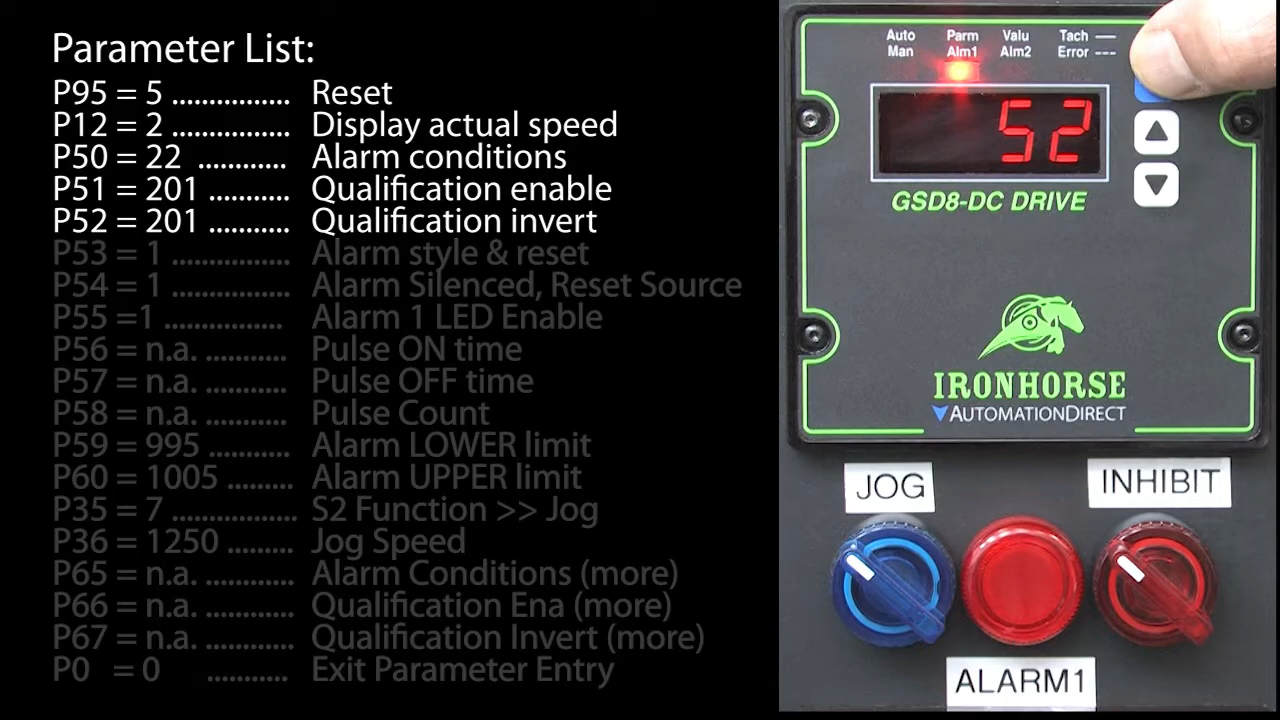 Parameter List:
P95 = 5 ................. Reset
P12 = 2 ................. Display actual speed
P50 = 22 ............. Alarm conditions
P51 = 201 ............ Qualification enable
P52 = 201 ............ Qualification invert
P53 = 1 ................. Alarm style & reset
P54 = 1 ................. Alarm Silenced, Reset Source
P55 =1 ................. Alarm 1 LED Enable
P56 = n.a. ............ Pulse ON time
P57 = n.a. ............ Pulse OFF time
P58 = n.a. ............ Pulse Count
P59 = 995 ............ Alarm LOWER limit
P60 = 1005 ......... Alarm UPPER limit
P35 = 7 .................. S2 Function >> Jog
P36 = 1250 ......... Jog Speed
P65 = n.a. ............ Alarm Conditions (more)
P66 = n.a. ............ Qualification Ena (more)
P67 = n.a. ............ Qualification Invert (more)
P0 = 0 ........... Exit Parameter Entry
Auto Parm Valu Tach —
Man Alm1 Alm2 Error ---
52
GSD8-DC DRIVE
IRONHORSE
AUTOMATIONDIRECT
JOG
INHIBIT
ALARM1